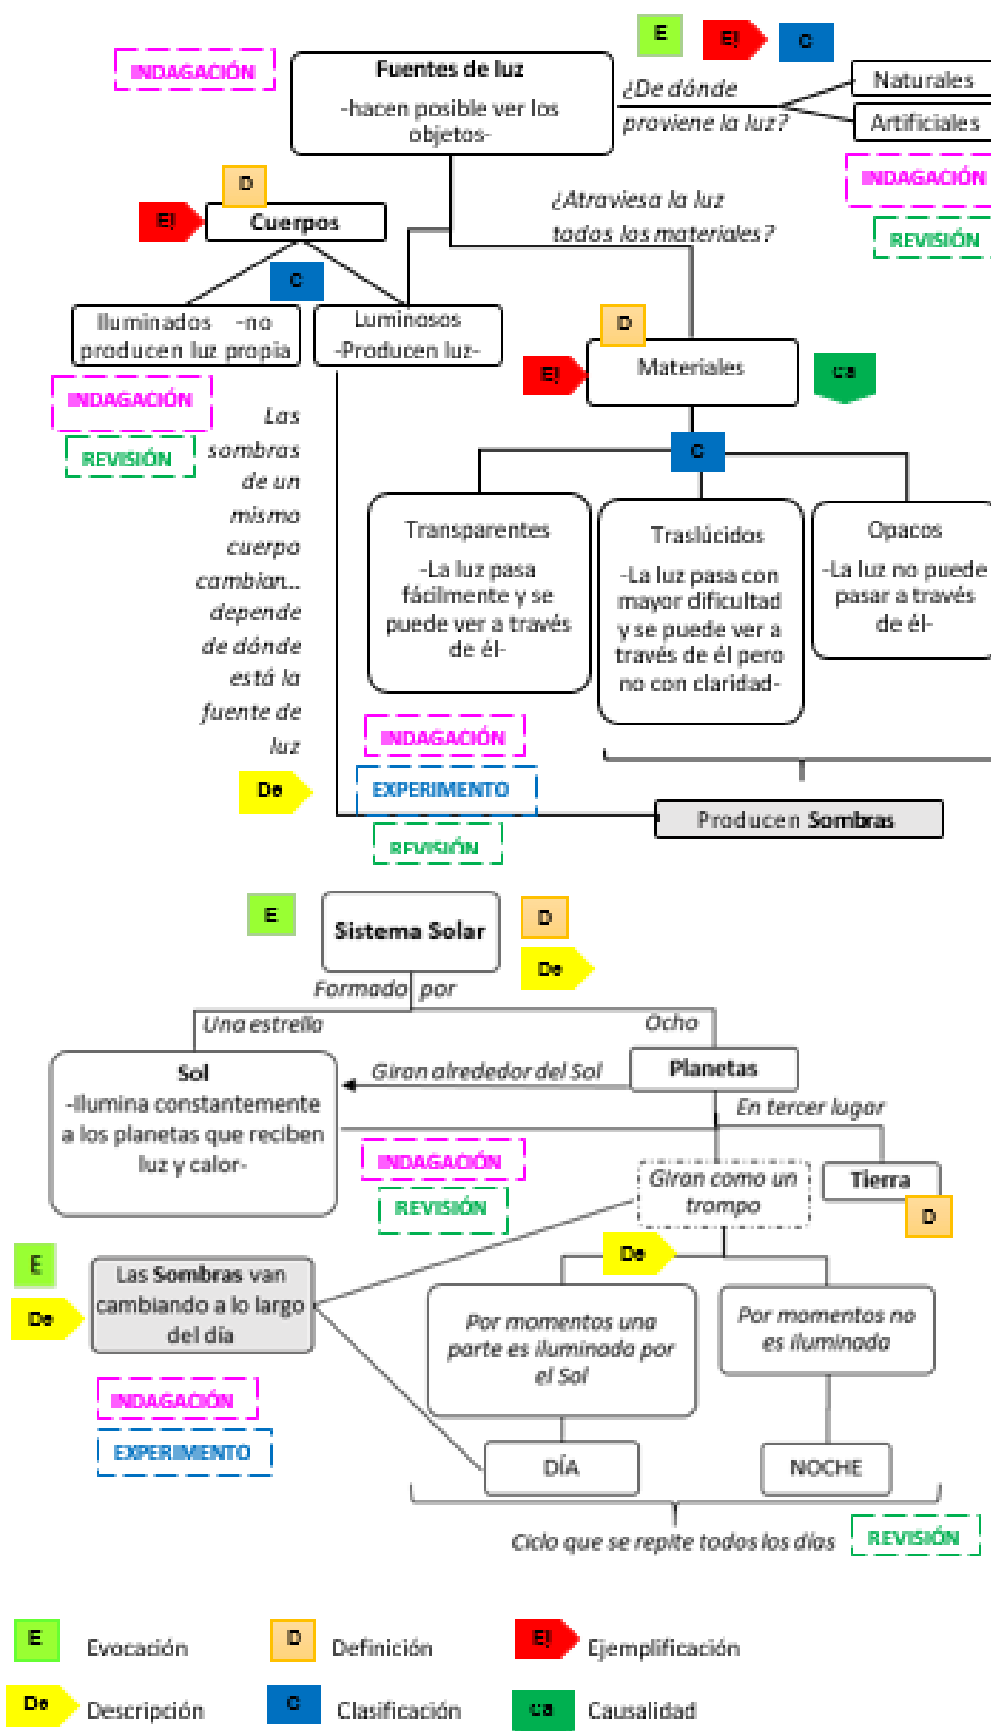 E
E!
C
INDAGACIÓN
Fuentes de luz
-hacen posible ver los
objetos-
¿De dónde
proviene la luz?
Naturales
Artificiales
INDAGACIÓN
REVISIÓN
D
E!
Cuerpos
C
¿Atraviesa la luz
todos los materiales?
Iluminados -no
producen luz propia
Luminosos
-Producen luz-
D
E!
Materiales
ca
INDAGACIÓN
REVISIÓN
Las
sombras
de un
mismo
cuerpo
cambian...
depende
de dónde
está la
fuente de
luz
C
Transparentes
-La luz pasa
fácilmente y se
puede ver a través
de él-
Traslúcidos
-La luz pasa con
mayor dificultad
y se puede ver a
través de él pero
no con claridad-
Opacos
-La luz no puede
pasar a través
de él-
INDAGACIÓN
De
EXPERIMENTO
REVISIÓN
Producen Sombras
E
Sistema Solar
D
De
Formado por
Una estrella
Ocho
Sol
-Ilumina constantemente
a los planetas que reciben
luz y calor-
Giran alrededor del Sol
Planetas
En tercer lugar
INDAGACIÓN
REVISIÓN
Giran como un
trompo
Tierra
D
E
De
Las Sombras van
cambiando a lo largo
del día
De
Por momentos una
parte es iluminada por
el Sol
Por momentos no
es iluminada
INDAGACIÓN
EXPERIMENTO
DÍA
NOCHE
Ciclo que se repite todos los días
REVISIÓN
E Evocación
D Definición
E! Ejemplificación
De Descripción
C Clasificación
ca Causalidad